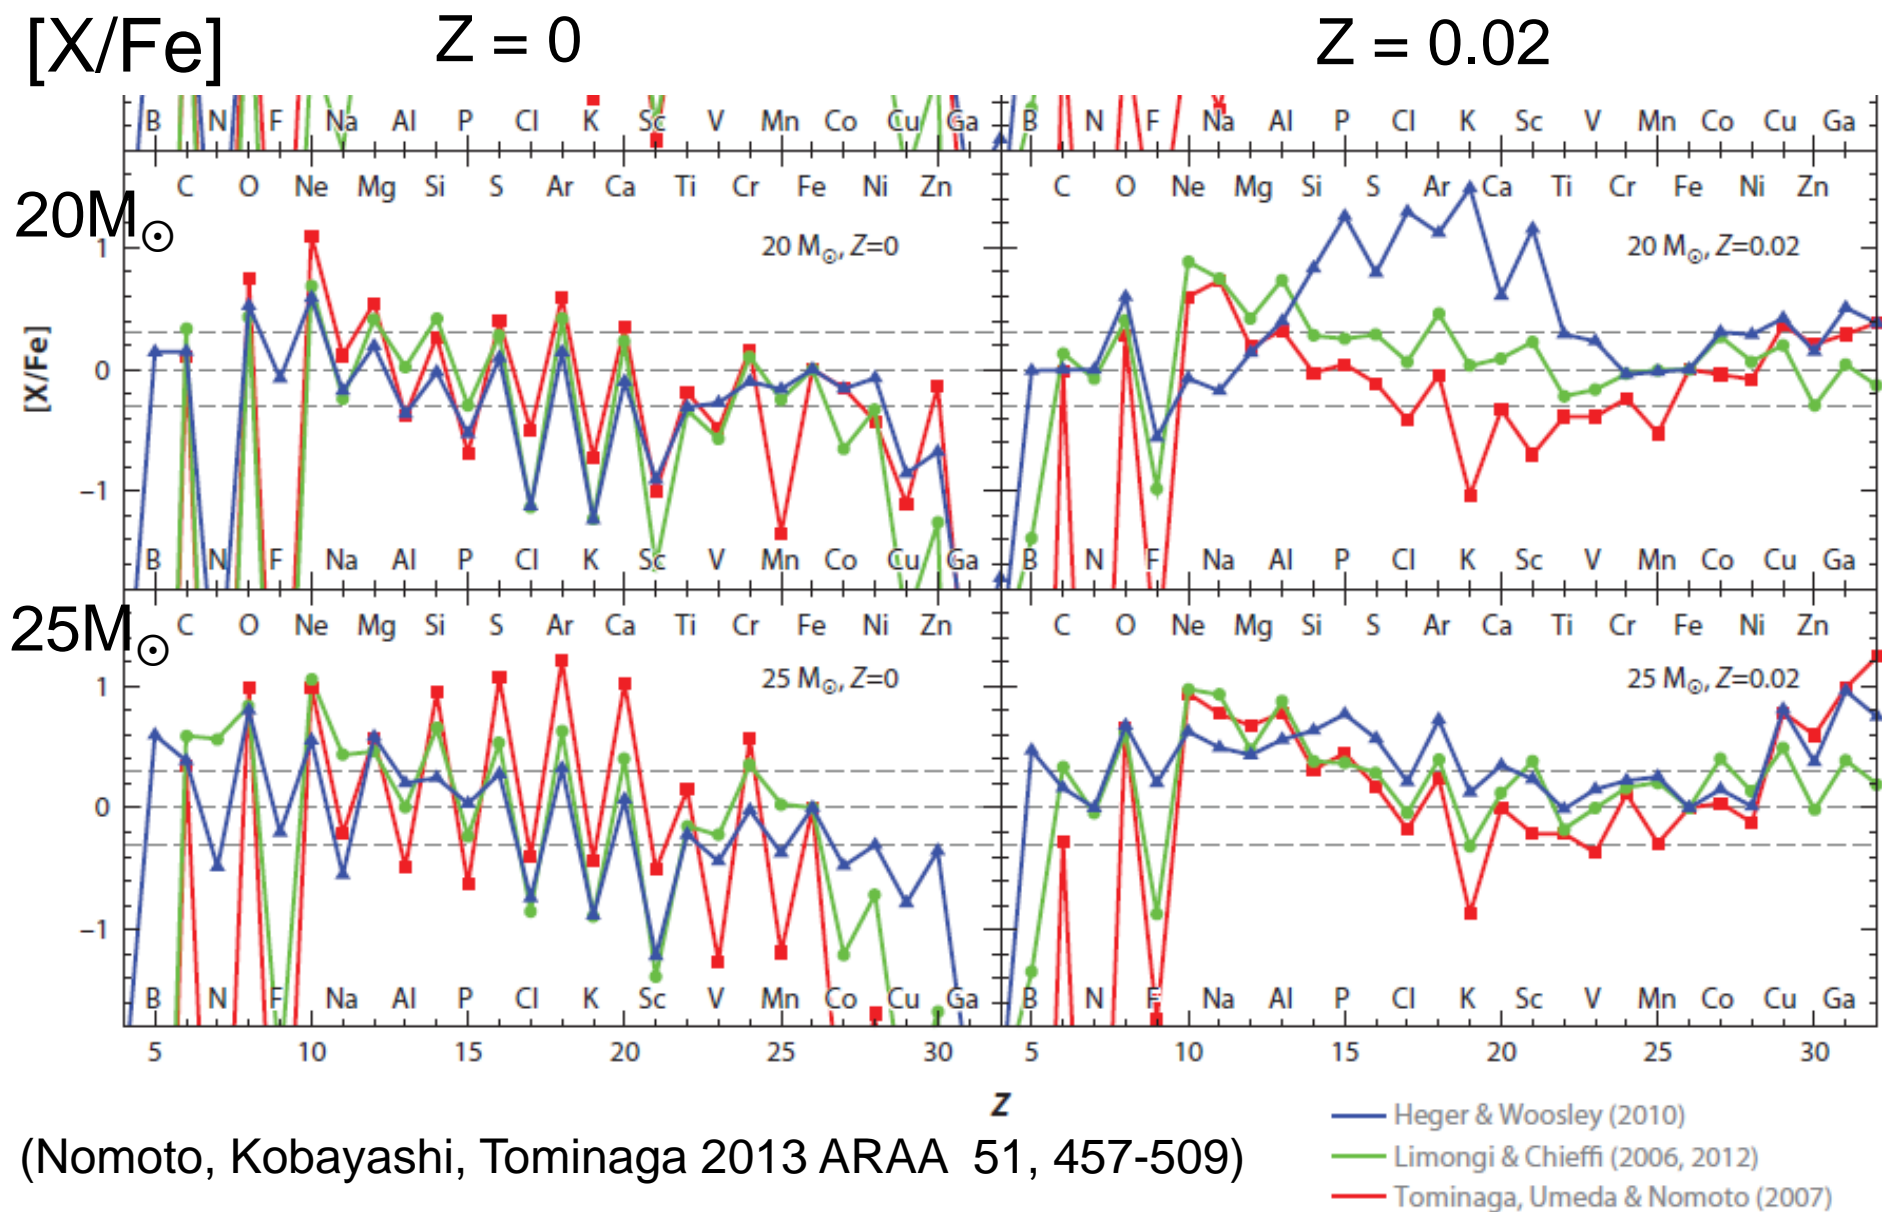 [X/Fe] Z = 0 Z = 0.02
B N F Na Al P Cl K Sc V Mn Co Cu Ga B N F Na Al P Cl K Sc V Mn Co Cu Ga
C O Ne Mg Si S Ar Ca Ti Cr Fe Ni Zn C O Ne Mg Si S Ar Ca Ti Cr Fe Ni Zn
20M☉
1 20 M☉, Z=0 20 M☉, Z=0.02
[X/Fe]
0
−1
B N F Na Al P Cl K Sc V Mn Co Cu Ga B N F Na Al P Cl K Sc V Mn Co Cu Ga
C O Ne Mg Si S Ar Ca Ti Cr Fe Ni Zn C O Ne Mg Si S Ar Ca Ti Cr Fe Ni Zn
25M☉
1 25 M☉, Z=0 25 M☉, Z=0.02
0
−1
B N F Na Al P Cl K Sc V Mn Co Cu Ga B N F Na Al P Cl K Sc V Mn Co Cu Ga
5 10 15 20 25 30 5 10 15 20 25 30
Z
Heger & Woosley (2010)
(Nomoto, Kobayashi, Tominaga 2013 ARAA 51, 457-509)
Limongi & Chieffi (2006, 2012)
Tominaga, Umeda & Nomoto (2007)